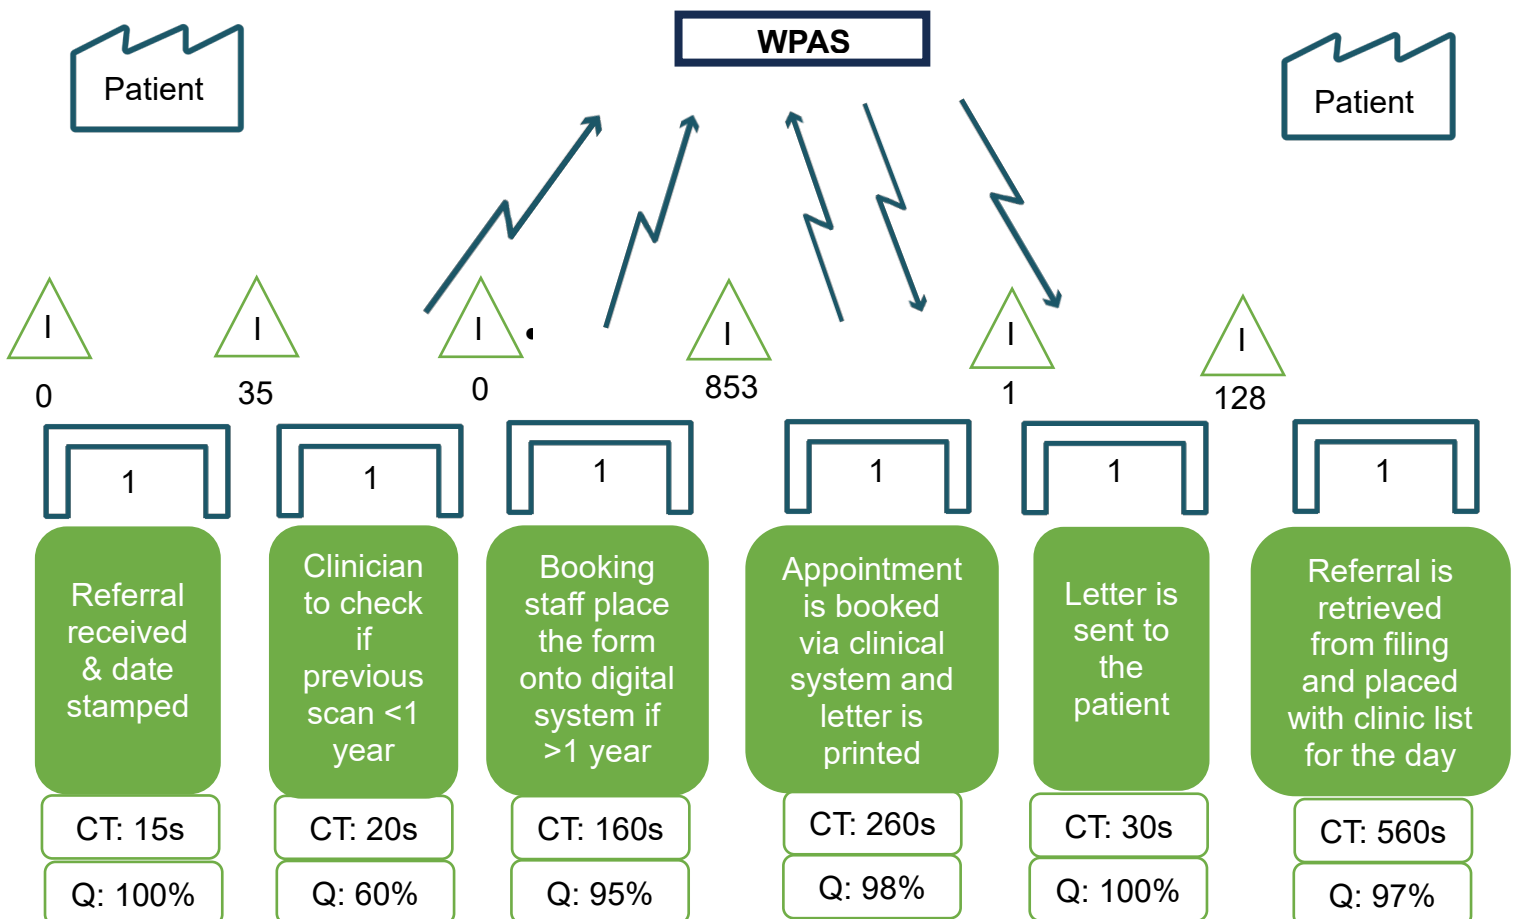 WPAS
Patient
Patient
I
I
I
I
I
I
0
35
0
853
1
128
1
1
1
1
1
1
Referral
received
& date
stamped
Clinician
to check
if
previous
scan <1
year
Booking
staff place
the form
onto digital
system if
>1 year
Appointment
is booked
via clinical
system and
letter is
printed
Letter is
sent to
the
patient
Referral is
retrieved
from filing
and placed
with clinic list
for the day
CT: 15s
CT: 20s
CT: 160s
CT: 260s
CT: 30s
CT: 560s
Q: 100%
Q: 60%
Q: 95%
Q: 98%
Q: 100%
Q: 97%